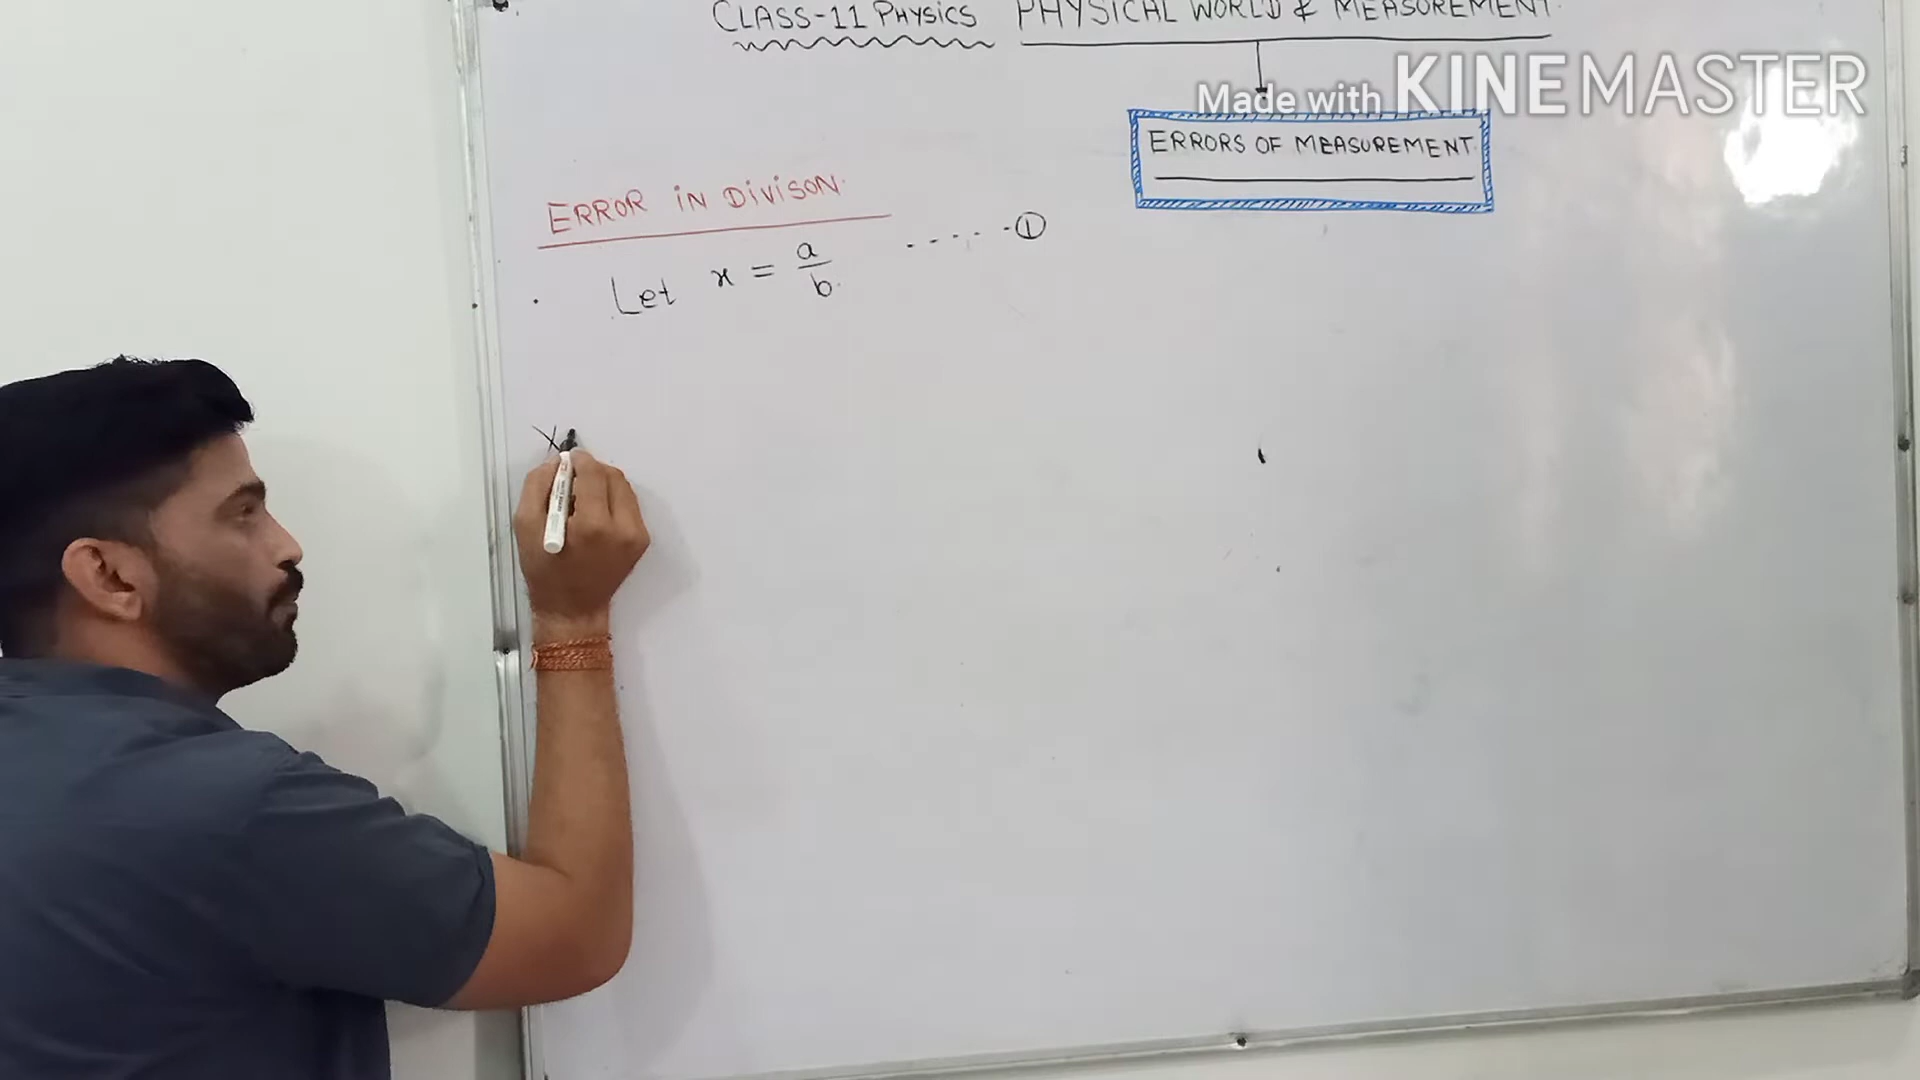 CLASS-11 PHYSICS PHYSICAL WORLD & MEASUREMENT.
Made with KINEMASTER
ERRORS OF MEASUREMENT.
ERROR iN DiViSON.
. Let x = a/b. ...... ①
x